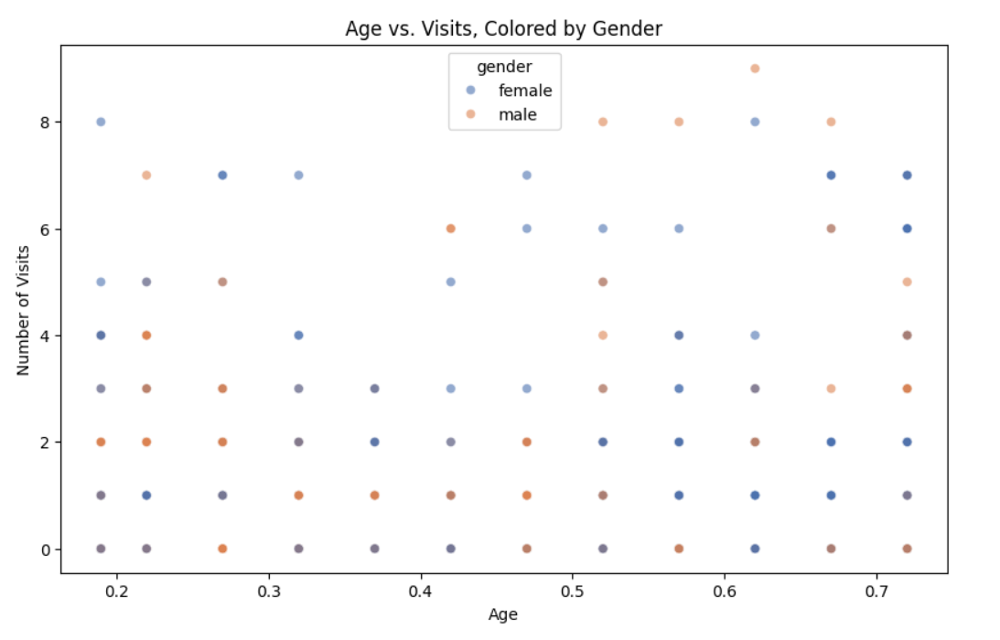 Age vs. Visits, Colored by Gender
gender
female
male
Number of Visits
8
6
4
2
0
0.2 0.3 0.4 0.5 0.6 0.7
Age